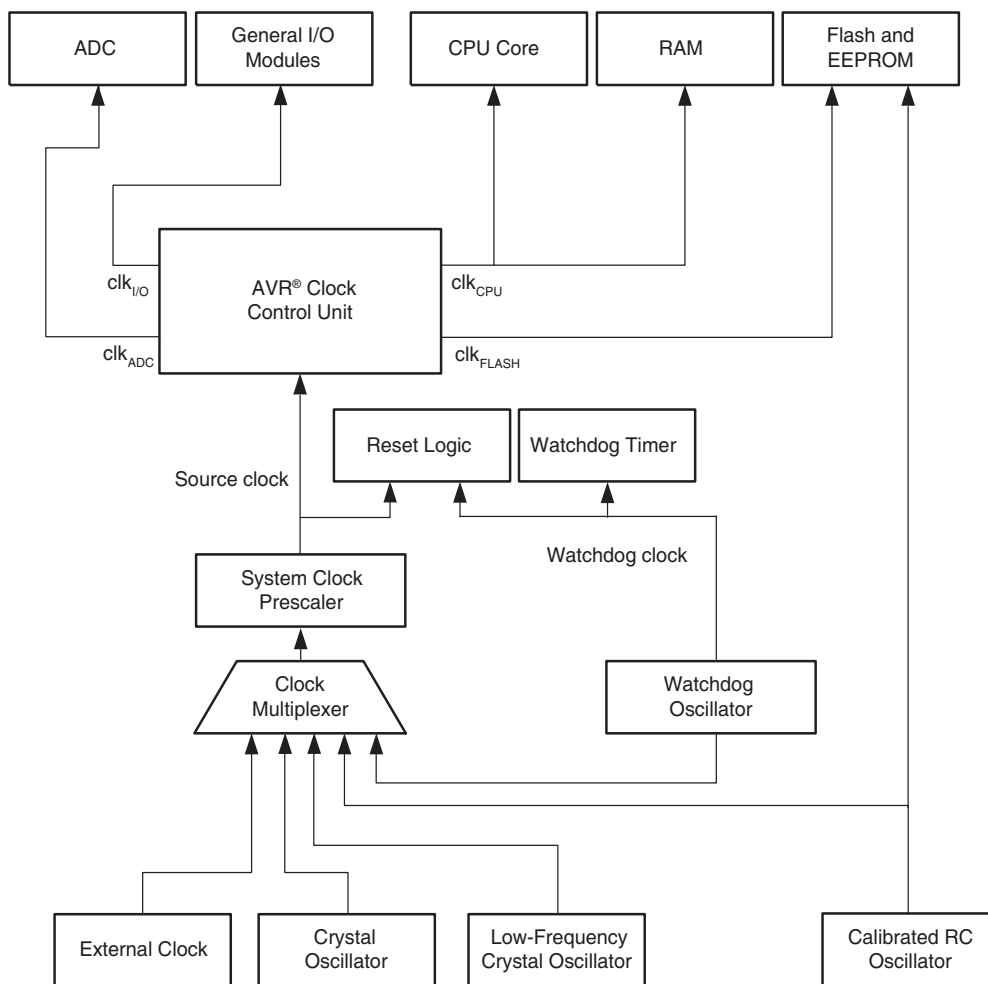 ADC
General I/O
Modules
CPU Core
RAM
Flash and
EEPROM
clkI/O
AVR® Clock
Control Unit
clkCPU
clkADC
clkFLASH
Reset Logic
Watchdog Timer
Source clock
Watchdog clock
System Clock
Prescaler
Clock
Multiplexer
Watchdog
Oscillator
External Clock
Crystal
Oscillator
Low-Frequency
Crystal Oscillator
Calibrated RC
Oscillator